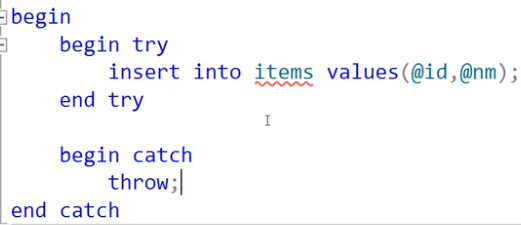 begin
begin try
insert into items values(@id,@nm);
end try
begin catch
throw;
end catch